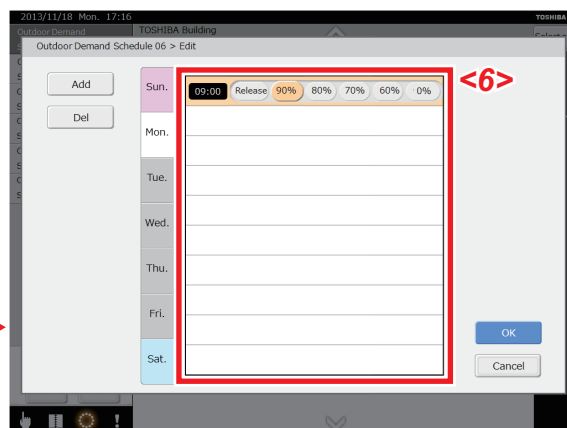 2013/11/18 Mon. 17:16 TOSHIBA
Outdoor Demand TOSHIBA Building
Outdoor Demand Schedule 06 > Edit
<6>
Add
Del
Sun.
Mon.
Tue.
Wed.
Thu.
Fri.
Sat.
09:00 Release 90% 80% 70% 60% 0%
OK
Cancel
!